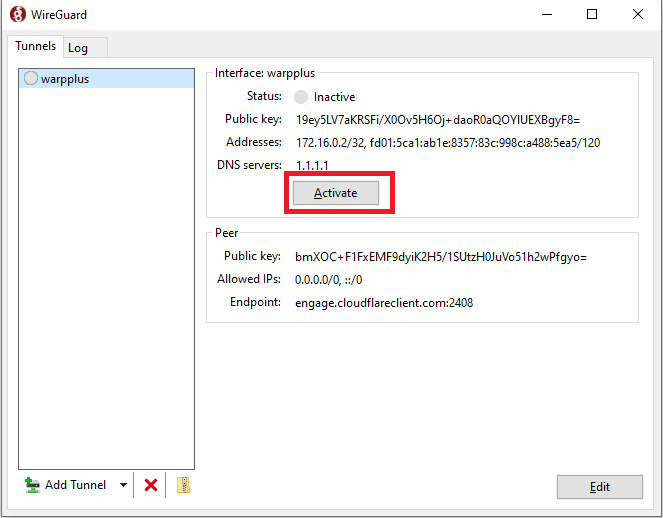 WireGuard
Tunnels Log
warpplus
Interface: warpplus
Status: Inactive
Public key: 19ey5LV7aKRSFi/X0Ov5H6Oj+daoR0aQOYIUEXBgyF8=
Addresses: 172.16.0.2/32, fd01:5ca1:ab1e:8357:83c:998c:a488:5ea5/120
DNS servers: 1.1.1.1
Activate
Peer
Public key: bmXOC+F1FxEMF9dyiK2H5/1SUtzH0JuVo51h2wPfgyo=
Allowed IPs: 0.0.0.0/0, ::/0
Endpoint: engage.cloudflareclient.com:2408
Add Tunnel
Edit